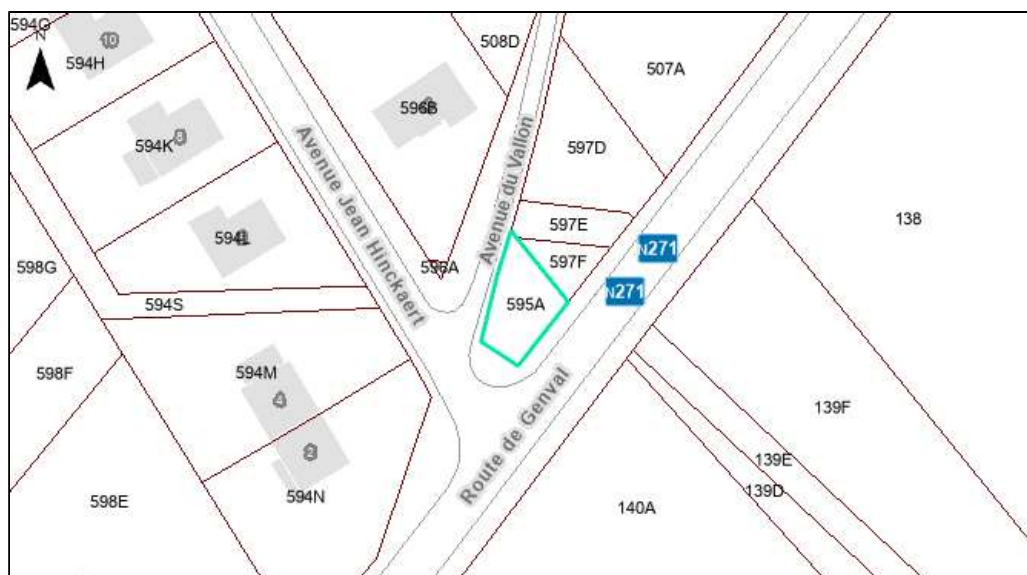 594G
N
10
594H
508D
507A
596B
8
594K
Avenue Jean Hinckaert
Avenue du Vallon
597D
138
597E
594L
N271
597F
598G
596A
N271
594S
595A
598F
594M
4
Route de Genval
139F
2
139E
594N
139D
598E
140A